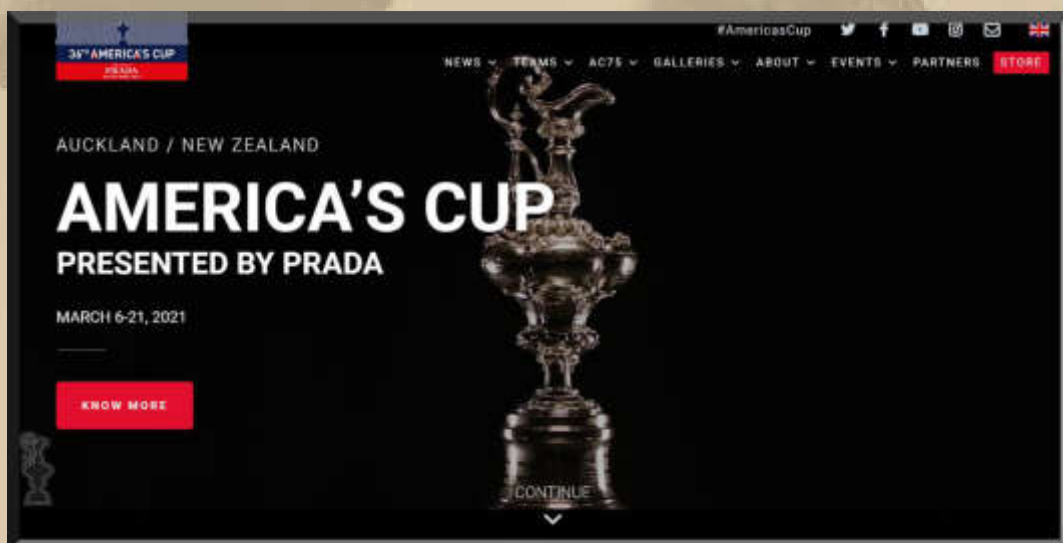 #AmericasCup
36TH AMERICA'S CUP
PRADA
NEWS TEAMS AC75 GALLERIES ABOUT EVENTS PARTNERS STORE
AUCKLAND / NEW ZEALAND
AMERICA'S CUP
PRESENTED BY PRADA
MARCH 6-21, 2021
KNOW MORE
CONTINUE